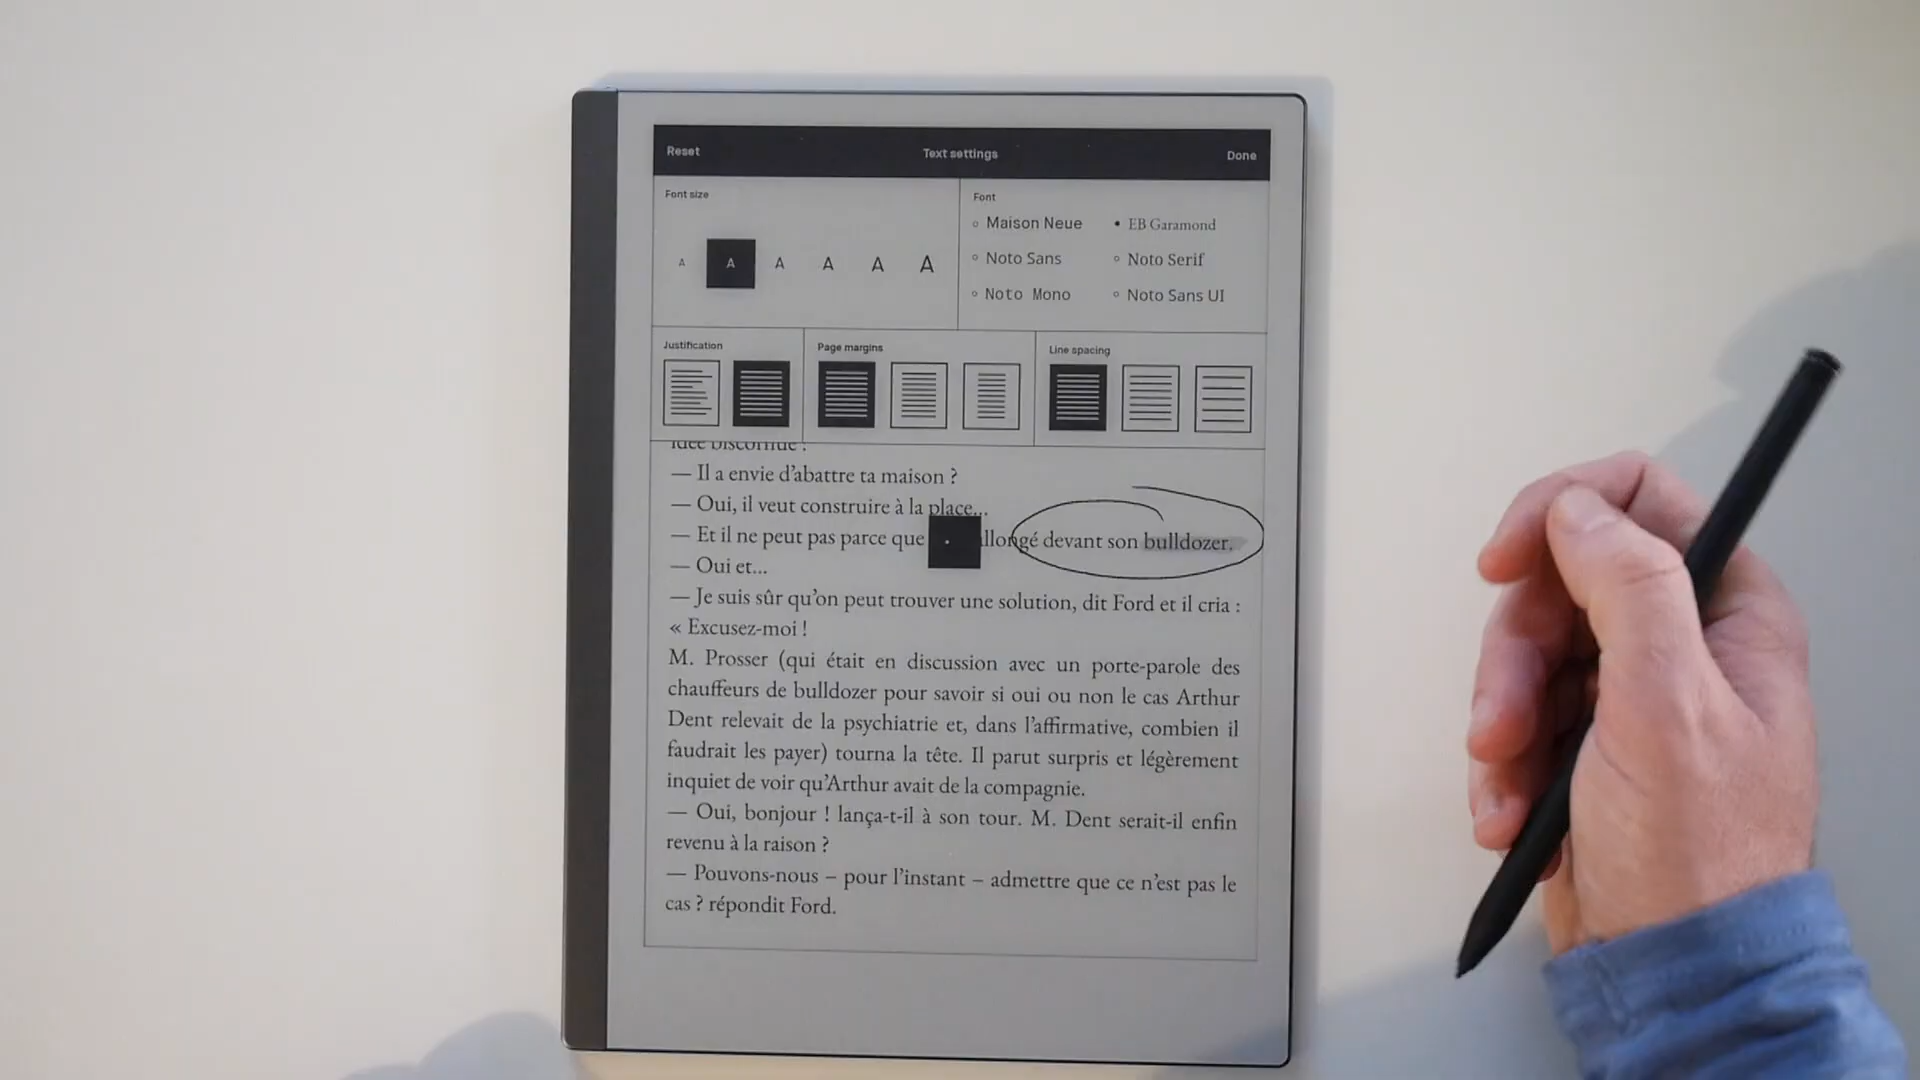 Reset Text settings Done
Font size
A A A A A A
Font
Maison Neue EB Garamond
Noto Sans Noto Serif
Noto Mono Noto Sans UI
Justification Page margins Line spacing
— Il a envie d’abattre ta maison ?
— Oui, il veut construire à la place...
— Et il ne peut pas parce que devant son bulldozer.
— Oui et...
— Je suis sûr qu’on peut trouver une solution, dit Ford et il cria :
« Excusez-moi !
M. Prosser (qui était en discussion avec un porte-parole des
chauffeurs de bulldozer pour savoir si oui ou non le cas Arthur
Dent relevait de la psychiatrie et, dans l’affirmative, combien il
faudrait les payer) tourna la tête. Il parut surpris et légèrement
inquiet de voir qu’Arthur avait de la compagnie.
— Oui, bonjour ! lança-t-il à son tour. M. Dent serait-il enfin
revenu à la raison ?
— Pouvons-nous – pour l’instant – admettre que ce n’est pas le
cas ? répondit Ford.